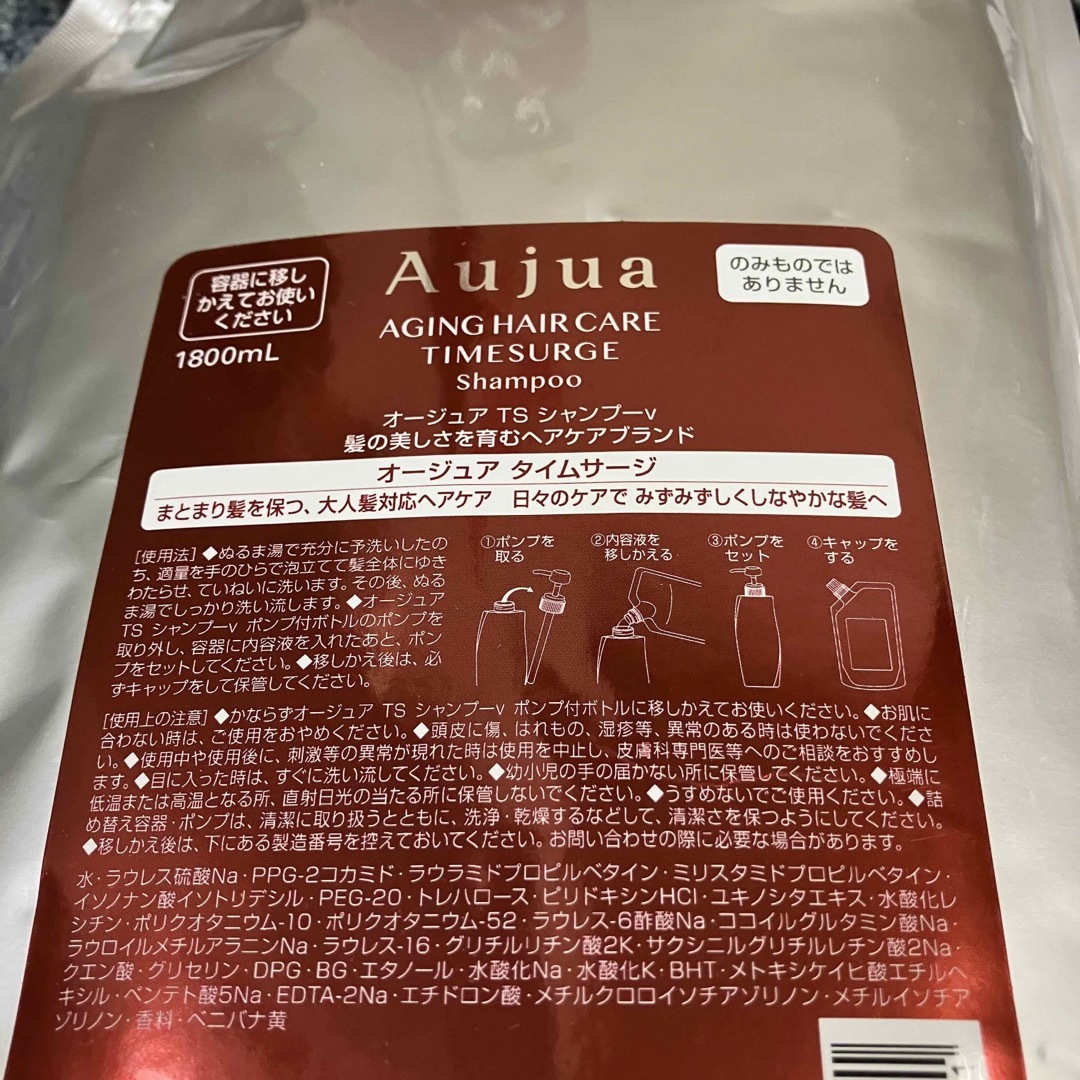 容器に移し
かえてお使い
ください
1800mL
Aujua
AGING HAIR CARE
TIMESURGE
Shampoo
のみものでは
ありません
オージュア TS シャンプーv
髪の美しさを育むヘアケアブランド
オージュア タイムサージ
まとまり髪を保つ、大人髪対応ヘアケア 日々のケアで みずみずしくしなやかな髪へ
[使用法]◆ぬるま湯で充分に予洗いしたの
ち、適量を手のひらで泡立てて髪全体にゆき
わたらせ、ていねいに洗います。その後、ぬる
ま湯でしっかり洗い流します。◆オージュア
TS シャンプーv ポンプ付ボトルのポンプを
取り外し、容器に内容液を入れたあと、ポン
プをセットしてください。◆移しかえ後は、必
ずキャップをして保管してください。
①ポンプを
取る
②内容液を
移しかえる
③ポンプを
セット
④キャップを
する
[使用上の注意]◆かならずオージュア TS シャンプーv ポンプ付ボトルに移しかえてお使いください。◆お肌に
合わない時は、ご使用をおやめください。◆頭皮に傷、はれもの、湿疹等、異常のある時は使わないでくださ
い。◆使用中や使用後に、刺激等の異常が現れた時は使用を中止し、皮膚科専門医等へのご相談をおすすめし
ます。◆目に入った時は、すぐに洗い流してください。◆幼小児の手の届かない所に保管してください。◆極端に
低温または高温となる所、直射日光の当たる所に保管しないでください。◆うすめないでご使用ください。◆詰
め替え容器・ポンプは、清潔に取り扱うとともに、洗浄・乾燥するなどして、清潔さを保つようにしてください。
◆移しかえ後は、下にある製造番号を控えておいてください。お問い合わせの際に必要な場合があります。
水・ラウレス硫酸Na・PPG-2コカミド・ラウラミドプロピルベタイン・ミリスタミドプロピルベタイン・
イソノナン酸イソトリデシル・PEG-20・トレハロース・ピリドキシンHCl・ユキノシタエキス・水酸化レ
シチン・ポリクオタニウム-10・ポリクオタニウム-52・ラウレス-6酢酸Na・ココイルグルタミン酸Na・
ラウロイルメチルアラニンNa・ラウレス-16・グリチルリチン酸2K・サクシニルグリチルレチン酸2Na・
クエン酸・グリセリン・DPG・BG・エタノール・水酸化Na・水酸化K・BHT・メトキシケイヒ酸エチルヘ
キシル・ペンテト酸5Na・EDTA-2Na・エチドロン酸・メチルクロロイソチアゾリノン・メチルイソチア
ゾリノン・香料・ベニバナ黄